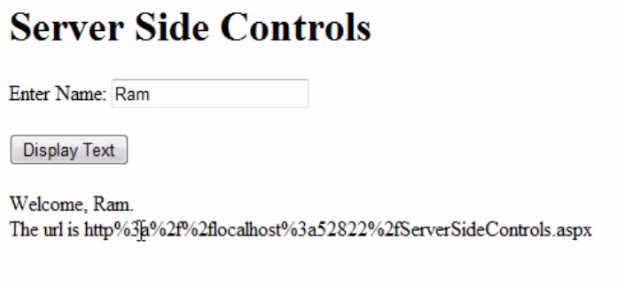 Server Side Controls
Enter Name: Ram
Display Text
Welcome, Ram.
The url is http%3a%2f%2flocalhost%3a52822%2fServerSideControls.aspx